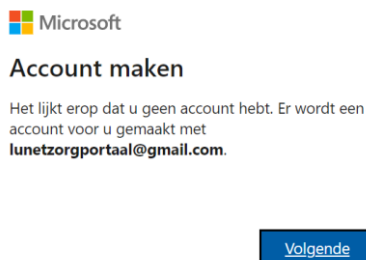 Microsoft
Account maken
Het lijkt erop dat u geen account hebt. Er wordt een
account voor u gemaakt met
lunetzorgportaal@gmail.com.
Volgende